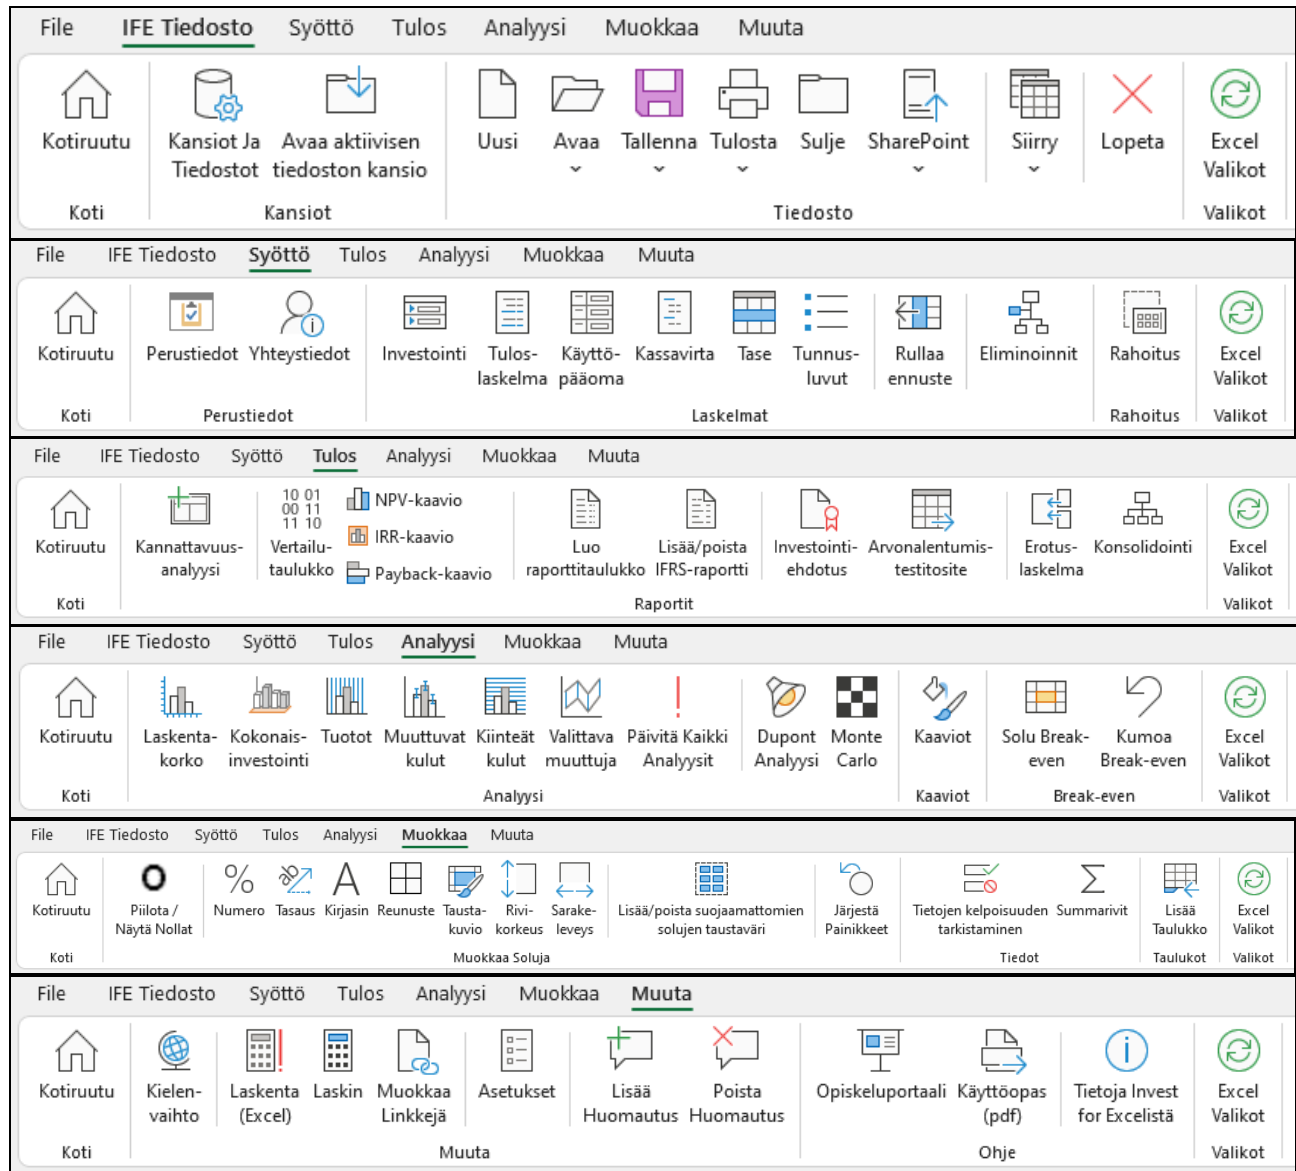 File IFE Tiedosto Syöttö Tulos Analyysi Muokkaa Muuta
Kotiruutu Kansiot Ja Avaa aktiivisen Uusi Avaa Tallenna Tulosta Sulje SharePoint Siirry Lopeta Excel
Tiedostot tiedoston kansio Valikot
Koti Kansiot Tiedosto Valikot
File IFE Tiedosto Syöttö Tulos Analyysi Muokkaa Muuta
Kotiruutu Perustiedot Yhteystiedot Investointi Tulos- Käyttö- Kassavirta Tase Tunnus- Rullaa Eliminoinnit Rahoitus Excel
laskelma pääoma luvut ennuste Valikot
Koti Perustiedot Laskelmat Rahoitus Valikot
File IFE Tiedosto Syöttö Tulos Analyysi Muokkaa Muuta
10 01
00 11
11 10
NPV-kaavio
IRR-kaavio
Payback-kaavio
Kotiruutu Kannattavuus- Vertailu- Luo Lisää/poista Investointi- Arvonalentumis- Erotus- Konsolidointi Excel
analyysi taulukko raporttitaulukko IFRS-raportti ehdotus testitosite laskelma Valikot
Koti Raportit Valikot
File IFE Tiedosto Syöttö Tulos Analyysi Muokkaa Muuta
Kotiruutu Laskenta- Kokonais- Tuotot Muuttuvat Kiinteät Valittava Päivitä Kaikki Dupont Monte Kaaviot Solu Break- Kumoa Excel
korko investointi kulut kulut muuttuja Analyysit Analyysi Carlo even Break-even Valikot
Koti Analyysi Kaaviot Break-even Valikot
File IFE Tiedosto Syöttö Tulos Analyysi Muokkaa Muuta
Kotiruutu Piilota / Numero Tasaus Kirjasin Reunuste Tausta- Rivi- Sarake- Lisää/poista suojaamattomien Järjestä Tietojen kelpoisuuden Summarivit Lisää Excel
Näytä Nollat kuvio korkeus leveys solujen taustaväri Painikkeet tarkistaminen Taulukko Valikot
Koti Muokkaa Soluja Tiedot Taulukot Valikot
File IFE Tiedosto Syöttö Tulos Analyysi Muokkaa Muuta
Kotiruutu Kielen- Laskenta Laskin Muokkaa Asetukset Lisää Poista Opiskeluportaali Käyttöopas Tietoja Invest Excel
vaihto (Excel) Linkkejä Huomautus Huomautus (pdf) for Excelistä Valikot
Koti Muuta Ohje Valikot